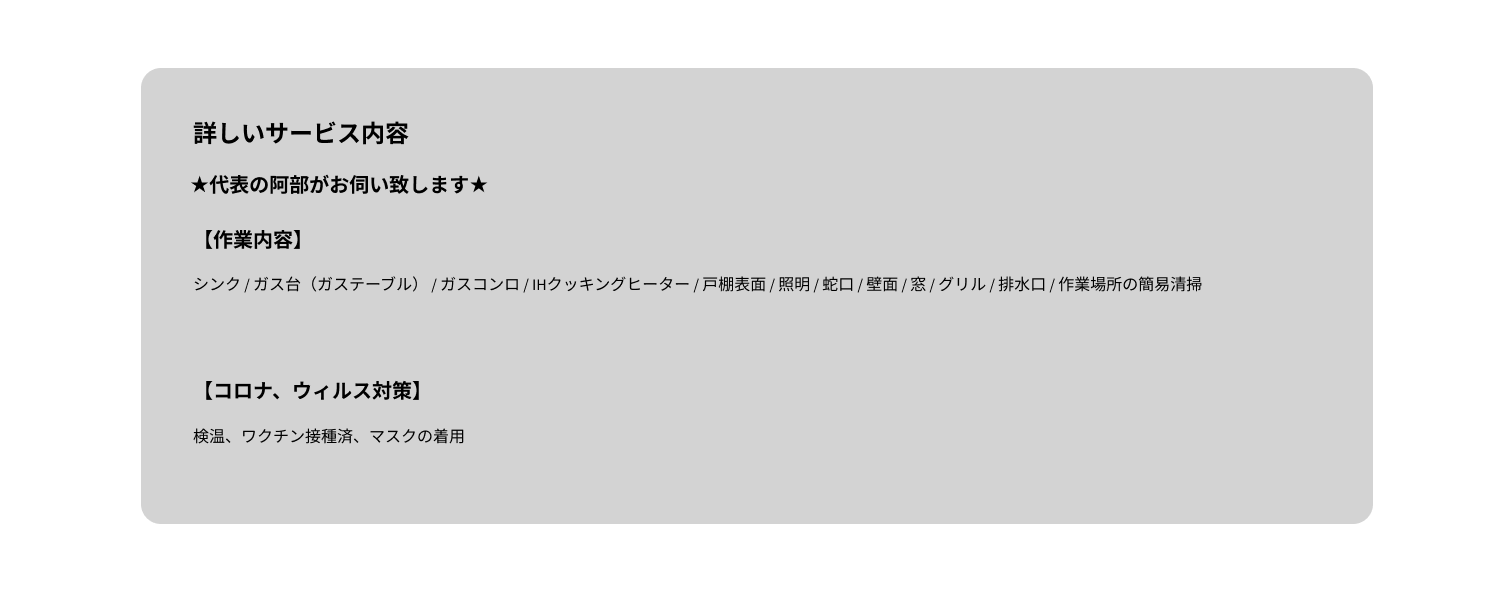 詳しいサービス内容
★代表の阿部がお伺い致します★
【作業内容】
シンク / ガス台（ガステーブル） / ガスコンロ / IHクッキングヒーター / 戸棚表面 / 照明 / 蛇口 / 壁面 / 窓 / グリル / 排水口 / 作業場所の簡易清掃
【コロナ、ウィルス対策】
検温、ワクチン接種済、マスクの着用